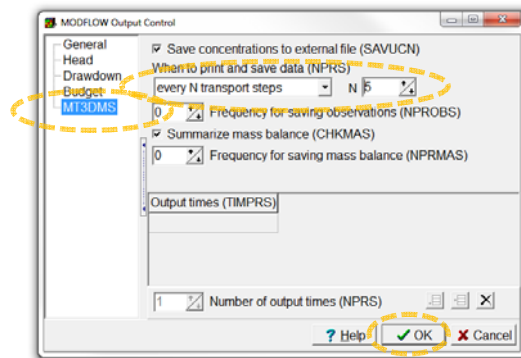 MODFLOW Output Control
General
Head
Drawdown
Budget
MT3DMS
Save concentrations to external file (SAVUCN)
When to print and save data (NPRS)
every N transport steps N 5
0 Frequency for saving observations (NPROBS)
Summarize mass balance (CHKMAS)
0 Frequency for saving mass balance (NPRMAS)
Output times (TIMPRS)
1 Number of output times (NPRS)
? Help OK Cancel